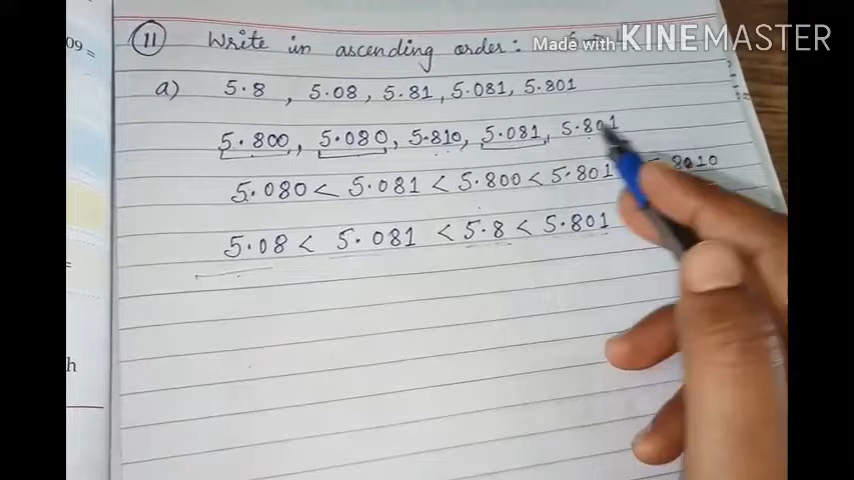 09 =
11 Write in ascending order:
Made with KINEMASTER
a) 5.8 , 5.08 , 5.81 , 5.081, 5.801
5.800 , 5.080 , 5.810 , 5.081 , 5.801
5.080 < 5.081 < 5.800 < 5.801 8010
5.08 < 5.081 < 5.8 < 5.801
=
h